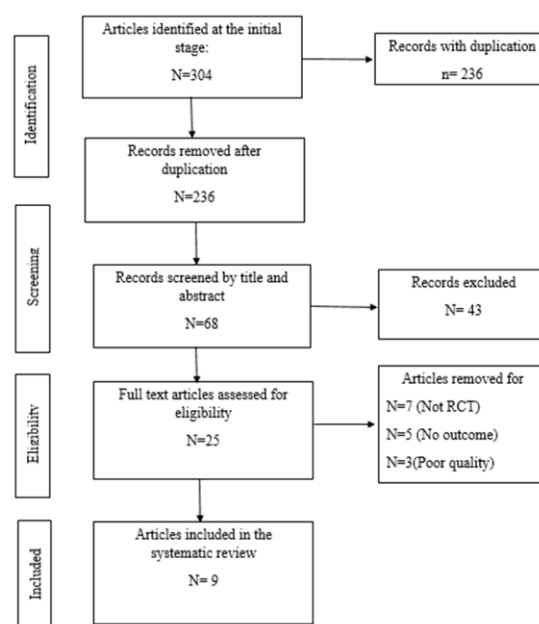 Identification
Articles identified at the initial
stage:
N=304
Records with duplication
n= 236
Records removed after
duplication
N=236
Screening
Records screened by title and
abstract
N=68
Records excluded
N= 43
Eligibility
Full text articles assessed for
eligibility
N=25
Articles removed for
N=7 (Not RCT)
N=5 (No outcome)
N=3(Poor quality)
Included
Articles included in the
systematic review
N= 9